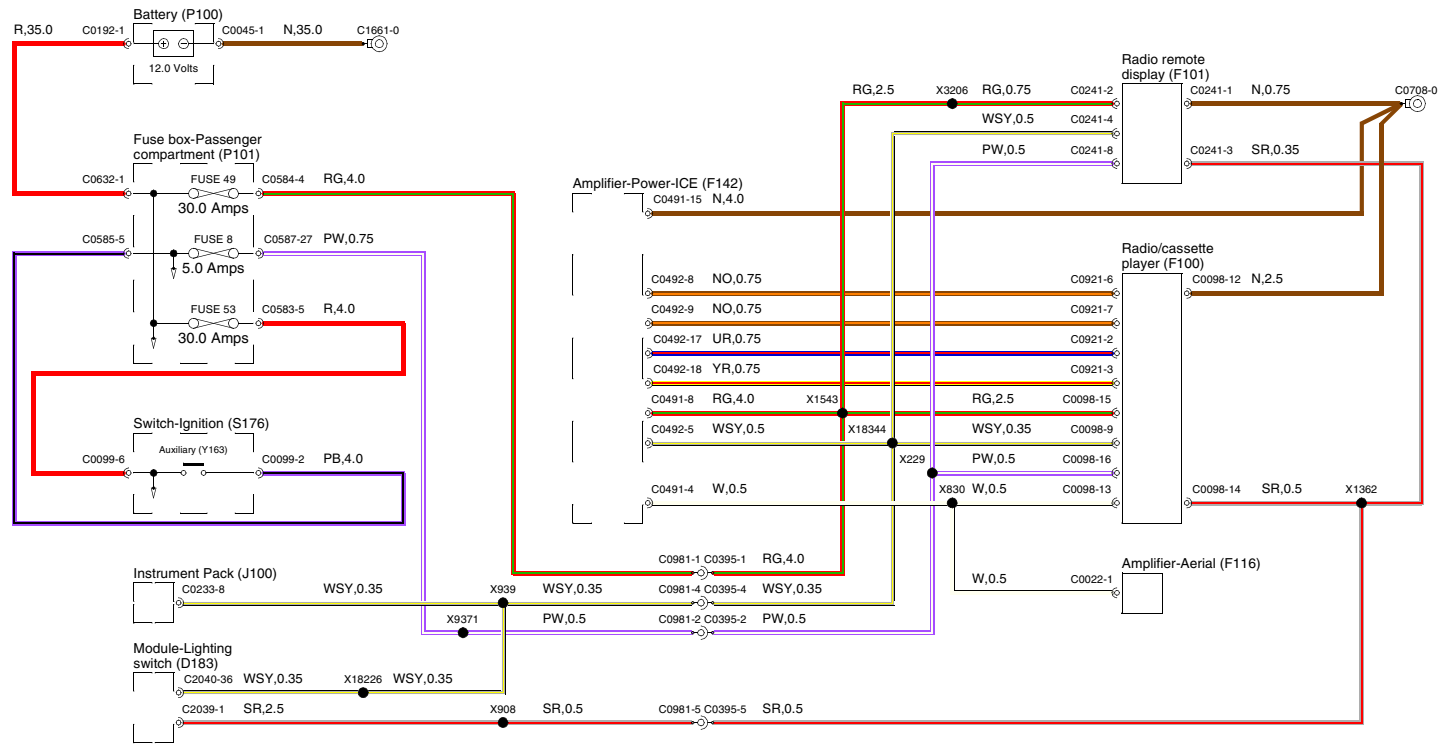 Battery (P100)
R,35.0
C0192-1
C0045-1
N,35.0
C1661-0
12.0 Volts
Fuse box-Passenger
compartment (P101)
C0632-1
FUSE 49
C0584-4
RG,4.0
30.0 Amps
C0585-5
FUSE 8
C0587-27
PW,0.75
5.0 Amps
FUSE 53
C0583-5
R,4.0
30.0 Amps
Switch-Ignition (S176)
Auxiliary (Y163)
C0099-6
C0099-2
PB,4.0
Instrument Pack (J100)
C0233-8
WSY,0.35
X939
WSY,0.35
C0981-4
C0395-4
WSY,0.35
X9371
PW,0.5
C0981-2
C0395-2
PW,0.5
Module-Lighting
switch (D183)
C2040-36
WSY,0.35
X18226
WSY,0.35
C2039-1
SR,2.5
X908
SR,0.5
C0981-5
C0395-5
SR,0.5
C0981-1
C0395-1
RG,4.0
Amplifier-Power-ICE (F142)
C0491-15
N,4.0
C0492-8
NO,0.75
C0921-6
C0492-9
NO,0.75
C0921-7
C0492-17
UR,0.75
C0921-2
C0492-18
YR,0.75
C0921-3
C0491-8
RG,4.0
X1543
RG,2.5
C0098-15
C0492-5
WSY,0.5
X18344
WSY,0.35
C0098-9
X229
PW,0.5
C0098-16
C0491-4
W,0.5
X830
W,0.5
C0098-13
W,0.5
C0022-1
Amplifier-Aerial (F116)
Radio remote
display (F101)
RG,2.5
X3206
RG,0.75
C0241-2
C0241-1
N,0.75
C0708-0
WSY,0.5
C0241-4
PW,0.5
C0241-8
C0241-3
SR,0.35
Radio/cassette
player (F100)
C0098-12
N,2.5
C0098-14
SR,0.5
X1362